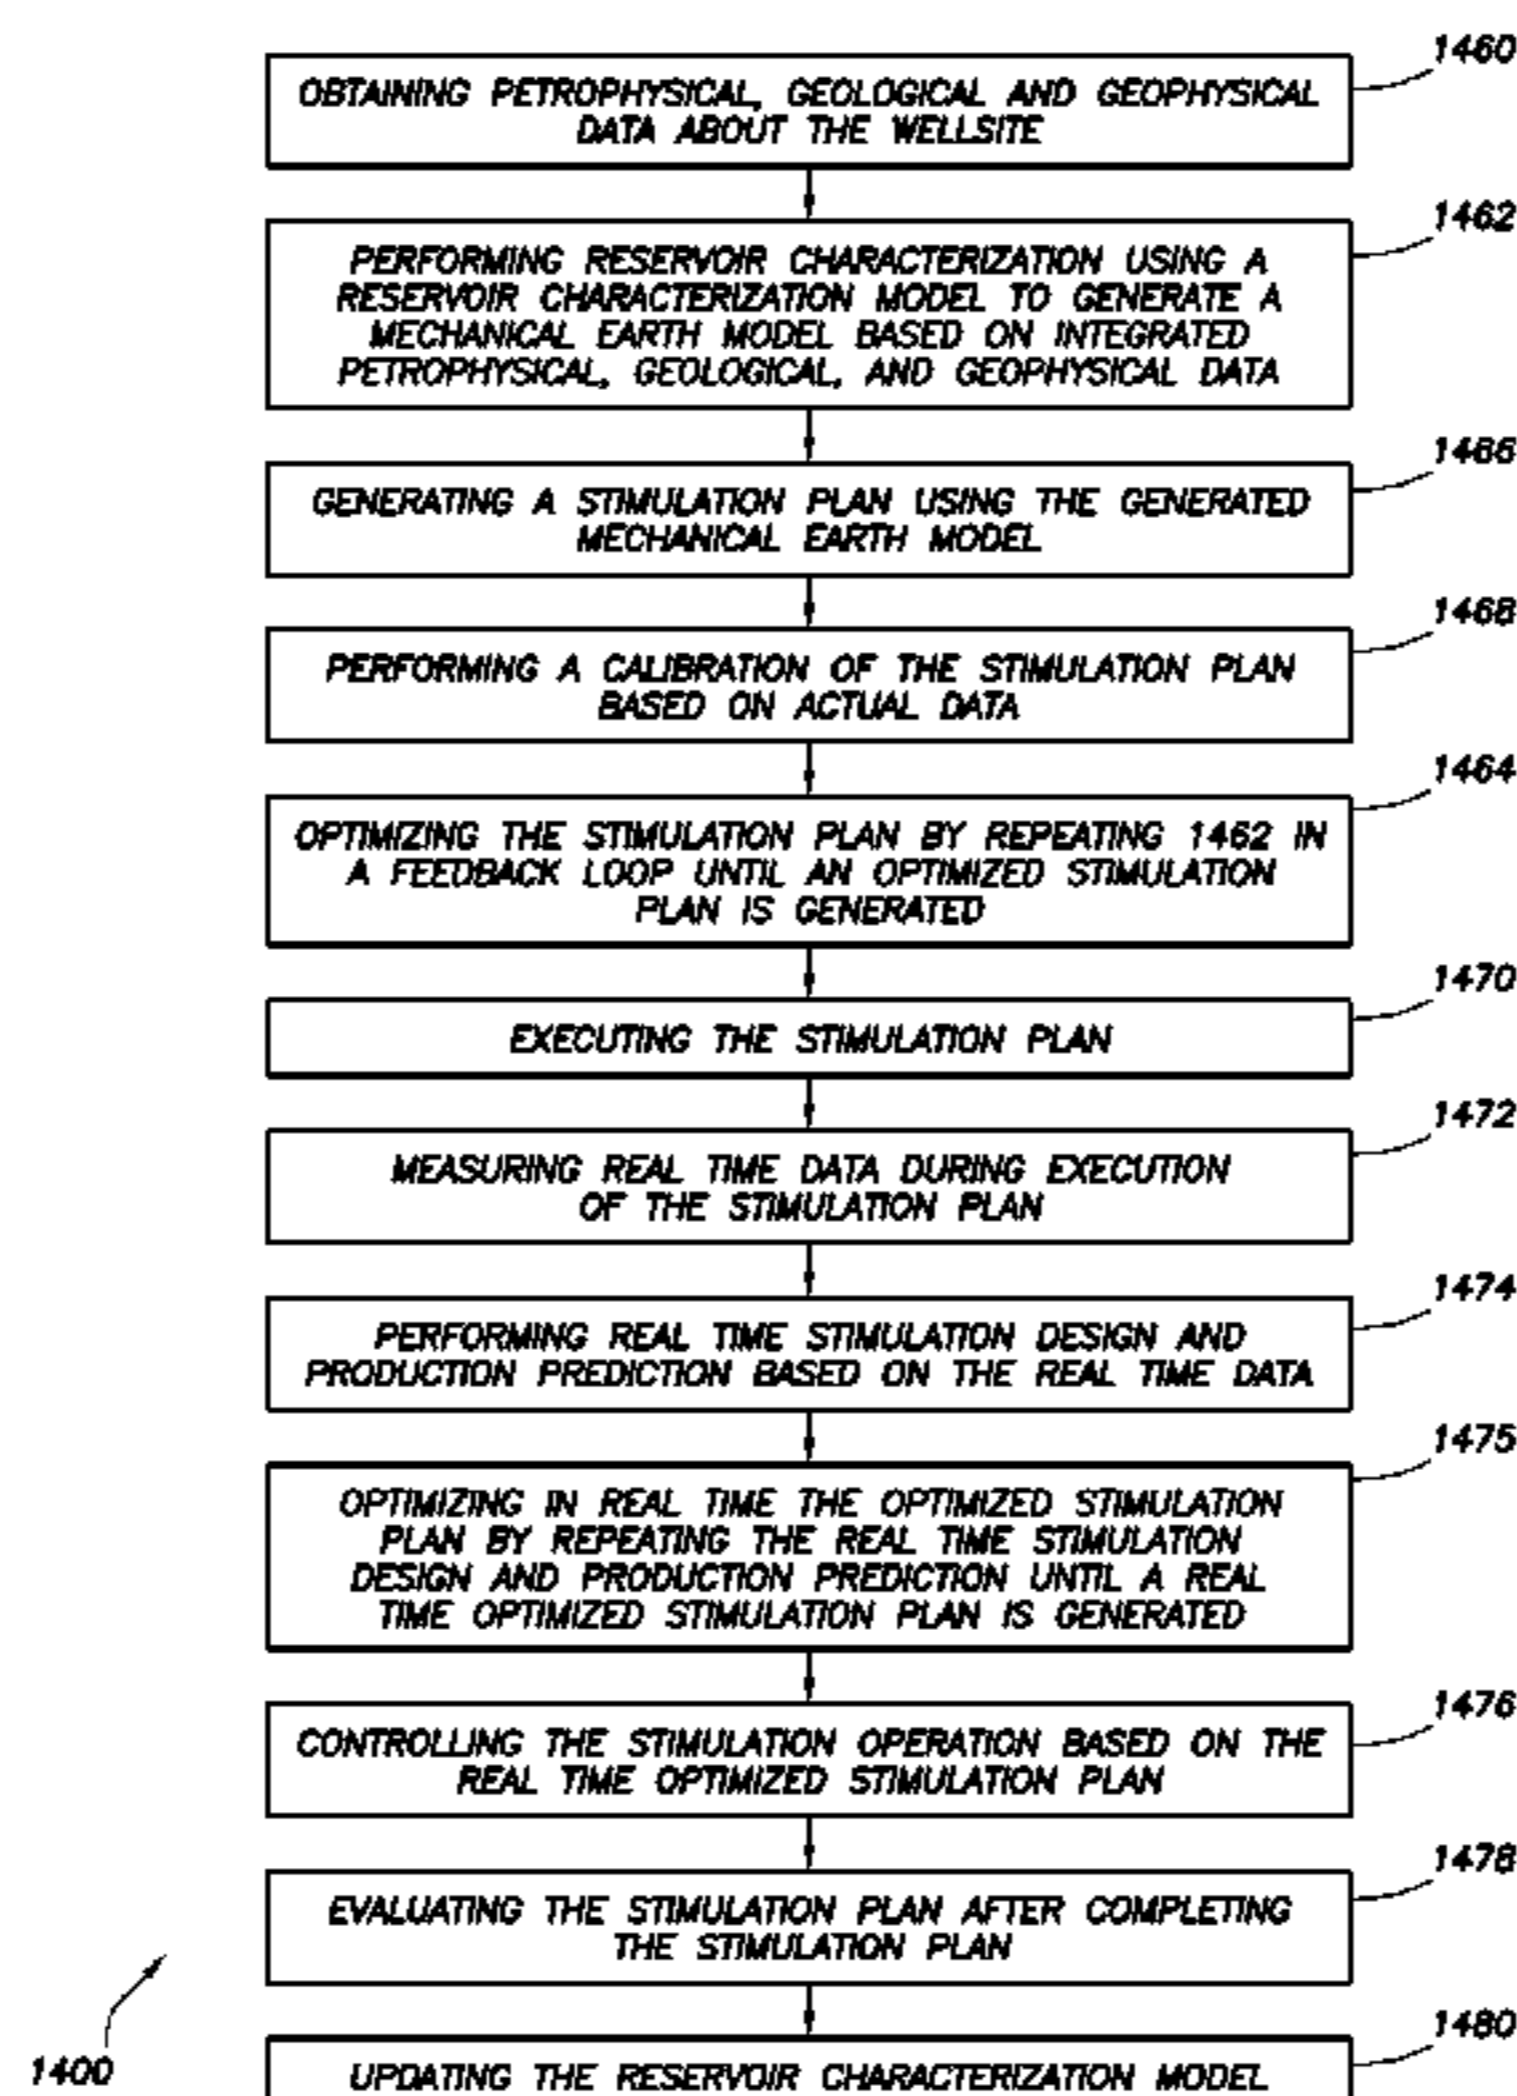 1460
OBTAINING PETROPHYSICAL, GEOLOGICAL AND GEOPHYSICAL
DATA ABOUT THE WELLSITE
1462
PERFORMING RESERVOIR CHARACTERIZATION USING A
RESERVOIR CHARACTERIZATION MODEL TO GENERATE A
MECHANICAL EARTH MODEL BASED ON INTEGRATED
PETROPHYSICAL, GEOLOGICAL, AND GEOPHYSICAL DATA
1466
GENERATING A STIMULATION PLAN USING THE GENERATED
MECHANICAL EARTH MODEL
1468
PERFORMING A CALIBRATION OF THE STIMULATION PLAN
BASED ON ACTUAL DATA
1464
OPTIMIZING THE STIMULATION PLAN BY REPEATING 1462 IN
A FEEDBACK LOOP UNTIL AN OPTIMIZED STIMULATION
PLAN IS GENERATED
1470
EXECUTING THE STIMULATION PLAN
1472
MEASURING REAL TIME DATA DURING EXECUTION
OF THE STIMULATION PLAN
1474
PERFORMING REAL TIME STIMULATION DESIGN AND
PRODUCTION PREDICTION BASED ON THE REAL TIME DATA
1475
OPTIMIZING IN REAL TIME THE OPTIMIZED STIMULATION
PLAN BY REPEATING THE REAL TIME STIMULATION
DESIGN AND PRODUCTION PREDICTION UNTIL A REAL
TIME OPTIMIZED STIMULATION PLAN IS GENERATED
1476
CONTROLLING THE STIMULATION OPERATION BASED ON THE
REAL TIME OPTIMIZED STIMULATION PLAN
1478
EVALUATING THE STIMULATION PLAN AFTER COMPLETING
THE STIMULATION PLAN
1480
UPDATING THE RESERVOIR CHARACTERIZATION MODEL
1400